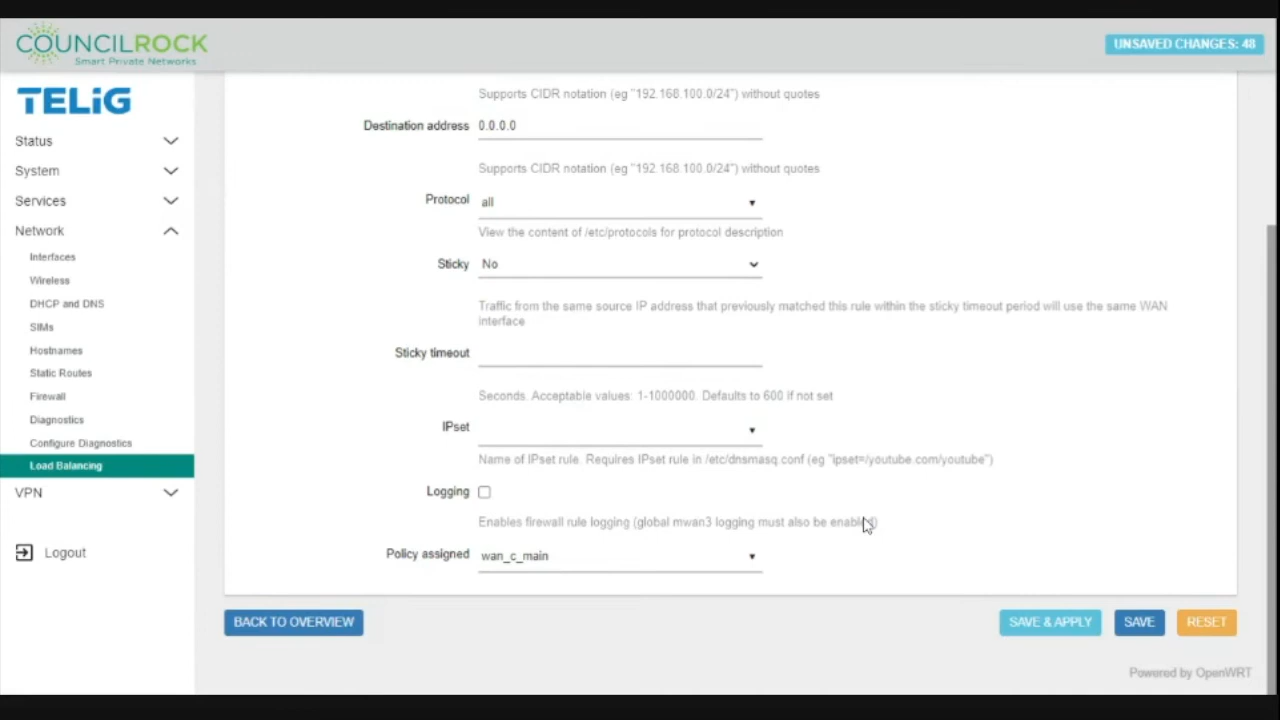 COUNCILROCK
Smart Private Networks
UNSAVED CHANGES: 48
TELiG
Status
System
Services
Network
Interfaces
Wireless
DHCP and DNS
SIMs
Hostnames
Static Routes
Firewall
Diagnostics
Configure Diagnostics
Load Balancing
VPN
Logout
Supports CIDR notation (eg "192.168.100.0/24") without quotes
Destination address 0.0.0.0
Supports CIDR notation (eg "192.168.100.0/24") without quotes
Protocol all
View the content of /etc/protocols for protocol description
Sticky No
Traffic from the same source IP address that previously matched this rule within the sticky timeout period will use the same WAN
interface
Sticky timeout
Seconds. Acceptable values: 1-1000000. Defaults to 600 if not set
IPset
Name of IPset rule. Requires IPset rule in /etc/dnsmasq.conf (eg "ipset=/youtube.com/youtube")
Logging
Enables firewall rule logging (global mwan3 logging must also be enabled)
Policy assigned wan_c_main
BACK TO OVERVIEW
SAVE & APPLY
SAVE
RESET
Powered by OpenWRT